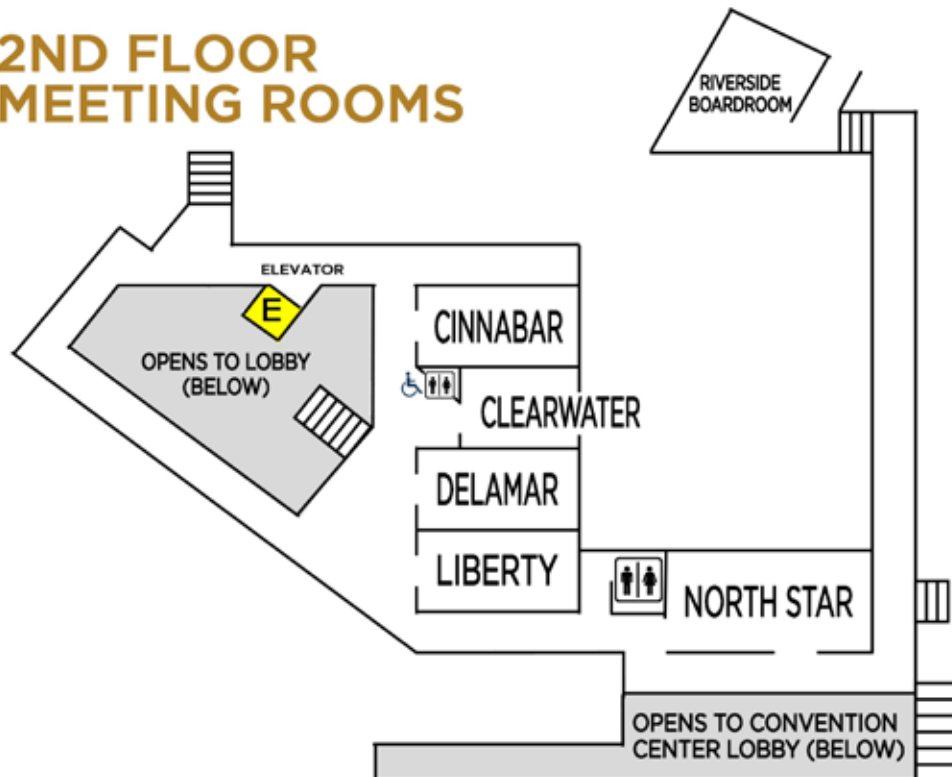 2ND FLOOR
MEETING ROOMS
RIVERSIDE
BOARDROOM
ELEVATOR
E
OPENS TO LOBBY
(BELOW)
CINNABAR
CLEARWATER
DELAMAR
LIBERTY
NORTH STAR
OPENS TO CONVENTION
CENTER LOBBY (BELOW)